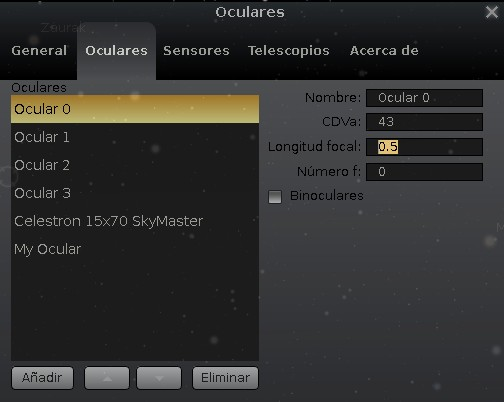 Oculares
General Oculares Sensores Telescopios Acerca de
Oculares
Ocular 0
Ocular 1
Ocular 2
Ocular 3
Celestron 15x70 SkyMaster
My Ocular
Nombre: Ocular 0
CDVa: 43
Longitud focal: 0.5
Número f: 0
Binoculares
Añadir Eliminar